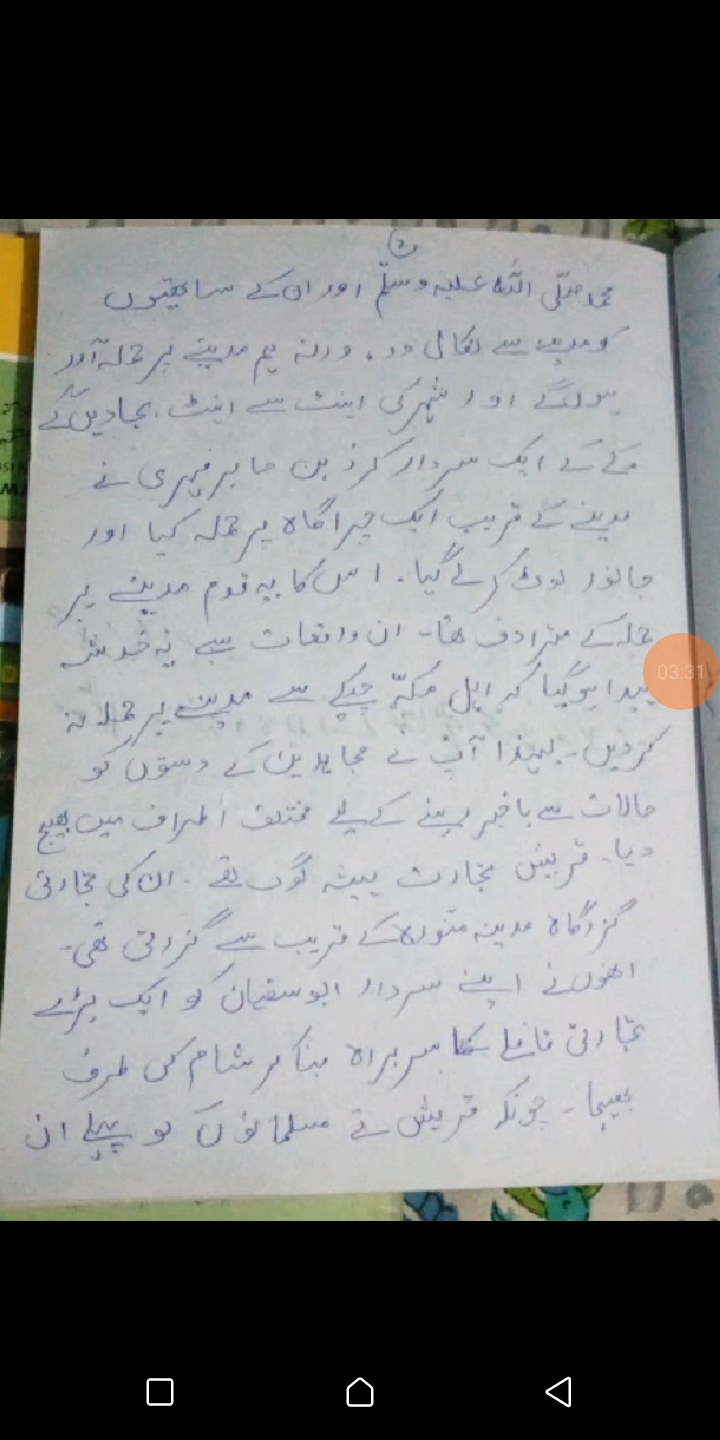 ۲
محمد صلّی اللہ علیہ وسلّم اور ان کے ساتھیوں
کو مدینے سے نکال دو، ورنہ ہم مدینے پر حملہ آور
ہوں گے اور شہر کی اینٹ سے اینٹ بجا دیں گے
مکے کے ایک سردار کرز بن جابر فہری نے
مدینے کے قریب ایک چراگاہ پر حملہ کیا اور
جانور لوٹ کر لے گیا۔ اس کا یہ قدم مدینے پر
حملہ کے مترادف تھا۔ ان واقعات سے یہ خدشہ
پیدا ہوگیا کہ اہل مکہّ چپکے سے مدینے پر حملہ نہ
کر دیں۔ لہٰذا آپؐ نے مجاہدین کے دستوں کو
حالات سے باخبر رہنے کے لیے مختلف اطراف میں بھیج
دیا۔ قریش تجارت پیشہ لوگ تھے۔ ان کی تجارتی
گزرگاہ مدینہ منورہ کے قریب سے گزرتی تھی۔
انھوں نے اپنے سردار ابوسفیان کو ایک بڑے
تجارتی قافلے کا سربراہ بنا کر شام کی طرف
بھیجا۔ چونکہ قریش نے مسلمانوں کو پہلے ان
03:31